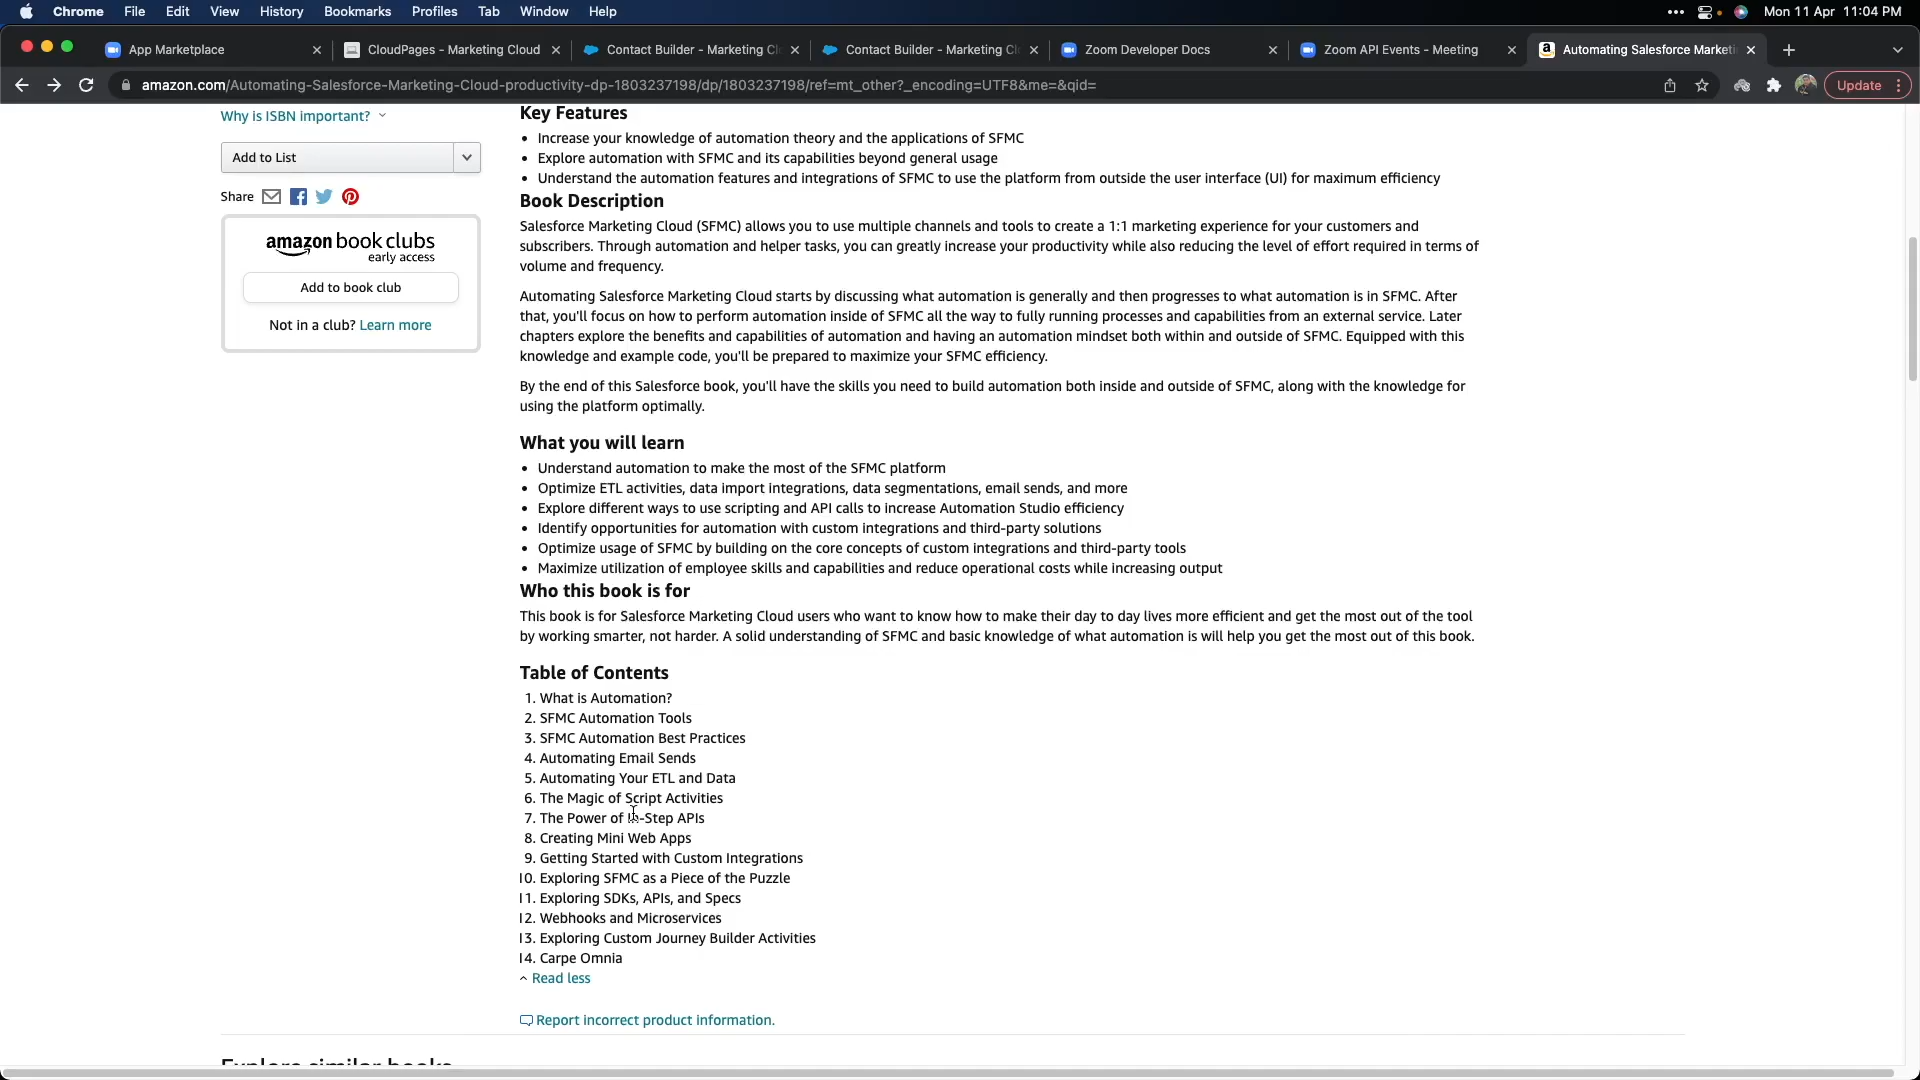 Chrome File Edit View History Bookmarks Profiles Tab Window Help
Mon 11 Apr 11:04 PM
App Marketplace
CloudPages - Marketing Cloud
Contact Builder - Marketing Cl
Contact Builder - Marketing Cl
Zoom Developer Docs
Zoom API Events - Meeting
Automating Salesforce Marketi
amazon.com/Automating-Salesforce-Marketing-Cloud-productivity-dp-1803237198/dp/1803237198/ref=mt_other?_encoding=UTF8&me=&qid=
Update
Why is ISBN important?
Add to List
Share
amazon book clubs
early access
Add to book club
Not in a club? Learn more
Key Features
• Increase your knowledge of automation theory and the applications of SFMC
• Explore automation with SFMC and its capabilities beyond general usage
• Understand the automation features and integrations of SFMC to use the platform from outside the user interface (UI) for maximum efficiency
Book Description
Salesforce Marketing Cloud (SFMC) allows you to use multiple channels and tools to create a 1:1 marketing experience for your customers and
subscribers. Through automation and helper tasks, you can greatly increase your productivity while also reducing the level of effort required in terms of
volume and frequency.
Automating Salesforce Marketing Cloud starts by discussing what automation is generally and then progresses to what automation is in SFMC. After
that, you'll focus on how to perform automation inside of SFMC all the way to fully running processes and capabilities from an external service. Later
chapters explore the benefits and capabilities of automation and having an automation mindset both within and outside of SFMC. Equipped with this
knowledge and example code, you'll be prepared to maximize your SFMC efficiency.
By the end of this Salesforce book, you'll have the skills you need to build automation both inside and outside of SFMC, along with the knowledge for
using the platform optimally.
What you will learn
• Understand automation to make the most of the SFMC platform
• Optimize ETL activities, data import integrations, data segmentations, email sends, and more
• Explore different ways to use scripting and API calls to increase Automation Studio efficiency
• Identify opportunities for automation with custom integrations and third-party solutions
• Optimize usage of SFMC by building on the core concepts of custom integrations and third-party tools
• Maximize utilization of employee skills and capabilities and reduce operational costs while increasing output
Who this book is for
This book is for Salesforce Marketing Cloud users who want to know how to make their day to day lives more efficient and get the most out of the tool
by working smarter, not harder. A solid understanding of SFMC and basic knowledge of what automation is will help you get the most out of this book.
Table of Contents
1. What is Automation?
2. SFMC Automation Tools
3. SFMC Automation Best Practices
4. Automating Email Sends
5. Automating Your ETL and Data
6. The Magic of Script Activities
7. The Power of In-Step APIs
8. Creating Mini Web Apps
9. Getting Started with Custom Integrations
10. Exploring SFMC as a Piece of the Puzzle
11. Exploring SDKs, APIs, and Specs
12. Webhooks and Microservices
13. Exploring Custom Journey Builder Activities
14. Carpe Omnia
Read less
Report incorrect product information.
Explore similar books